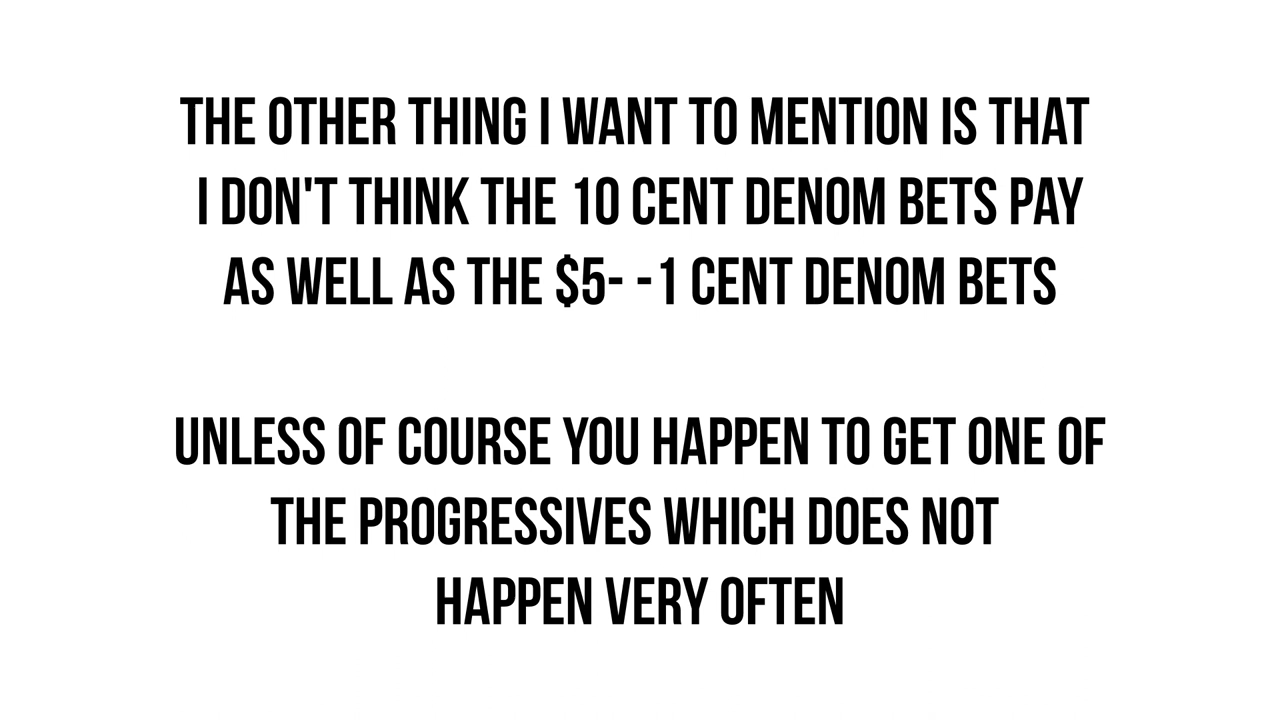 THE OTHER THING I WANT TO MENTION IS THAT
I DON'T THINK THE 10 CENT DENOM BETS PAY
AS WELL AS THE $5- -1 CENT DENOM BETS
UNLESS OF COURSE YOU HAPPEN TO GET ONE OF
THE PROGRESSIVES WHICH DOES NOT
HAPPEN VERY OFTEN